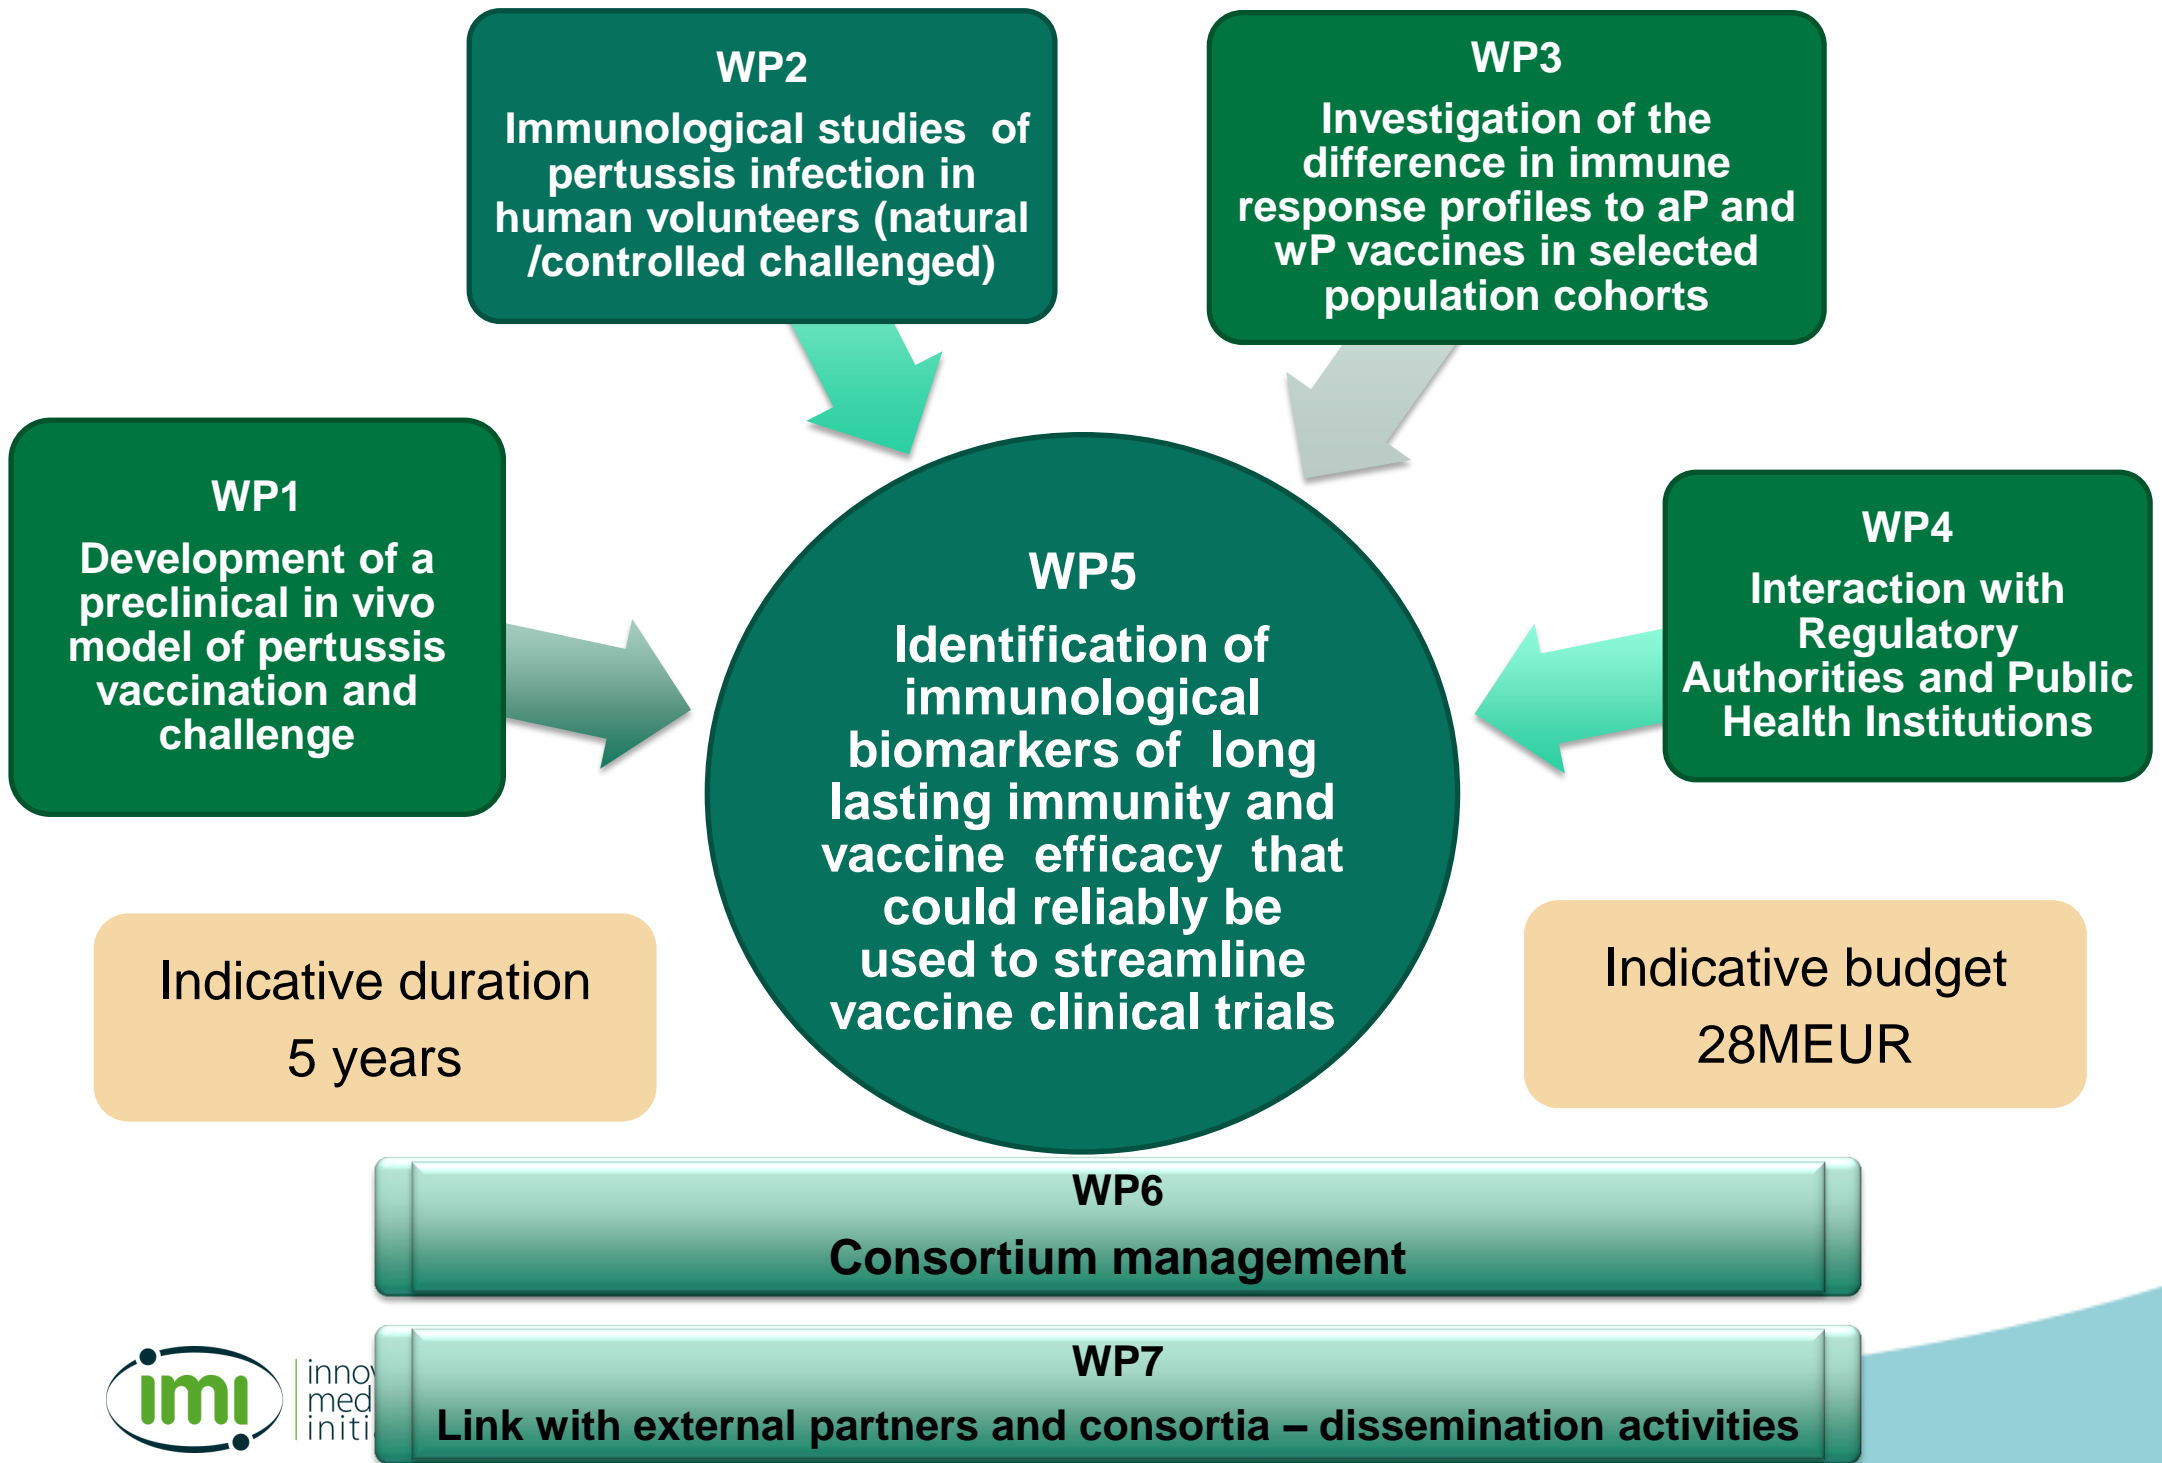 WP2
Immunological studies of
pertussis infection in
human volunteers (natural
/controlled challenged)
WP3
Investigation of the
difference in immune
response profiles to aP and
wP vaccines in selected
population cohorts
WP1
Development of a
preclinical in vivo
model of pertussis
vaccination and
challenge
WP5
Identification of
immunological
biomarkers of long
lasting immunity and
vaccine efficacy that
could reliably be
used to streamline
vaccine clinical trials
WP4
Interaction with
Regulatory
Authorities and Public
Health Institutions
Indicative duration
5 years
Indicative budget
28MEUR
WP6
Consortium management
WP7
Link with external partners and consortia – dissemination activities
imi